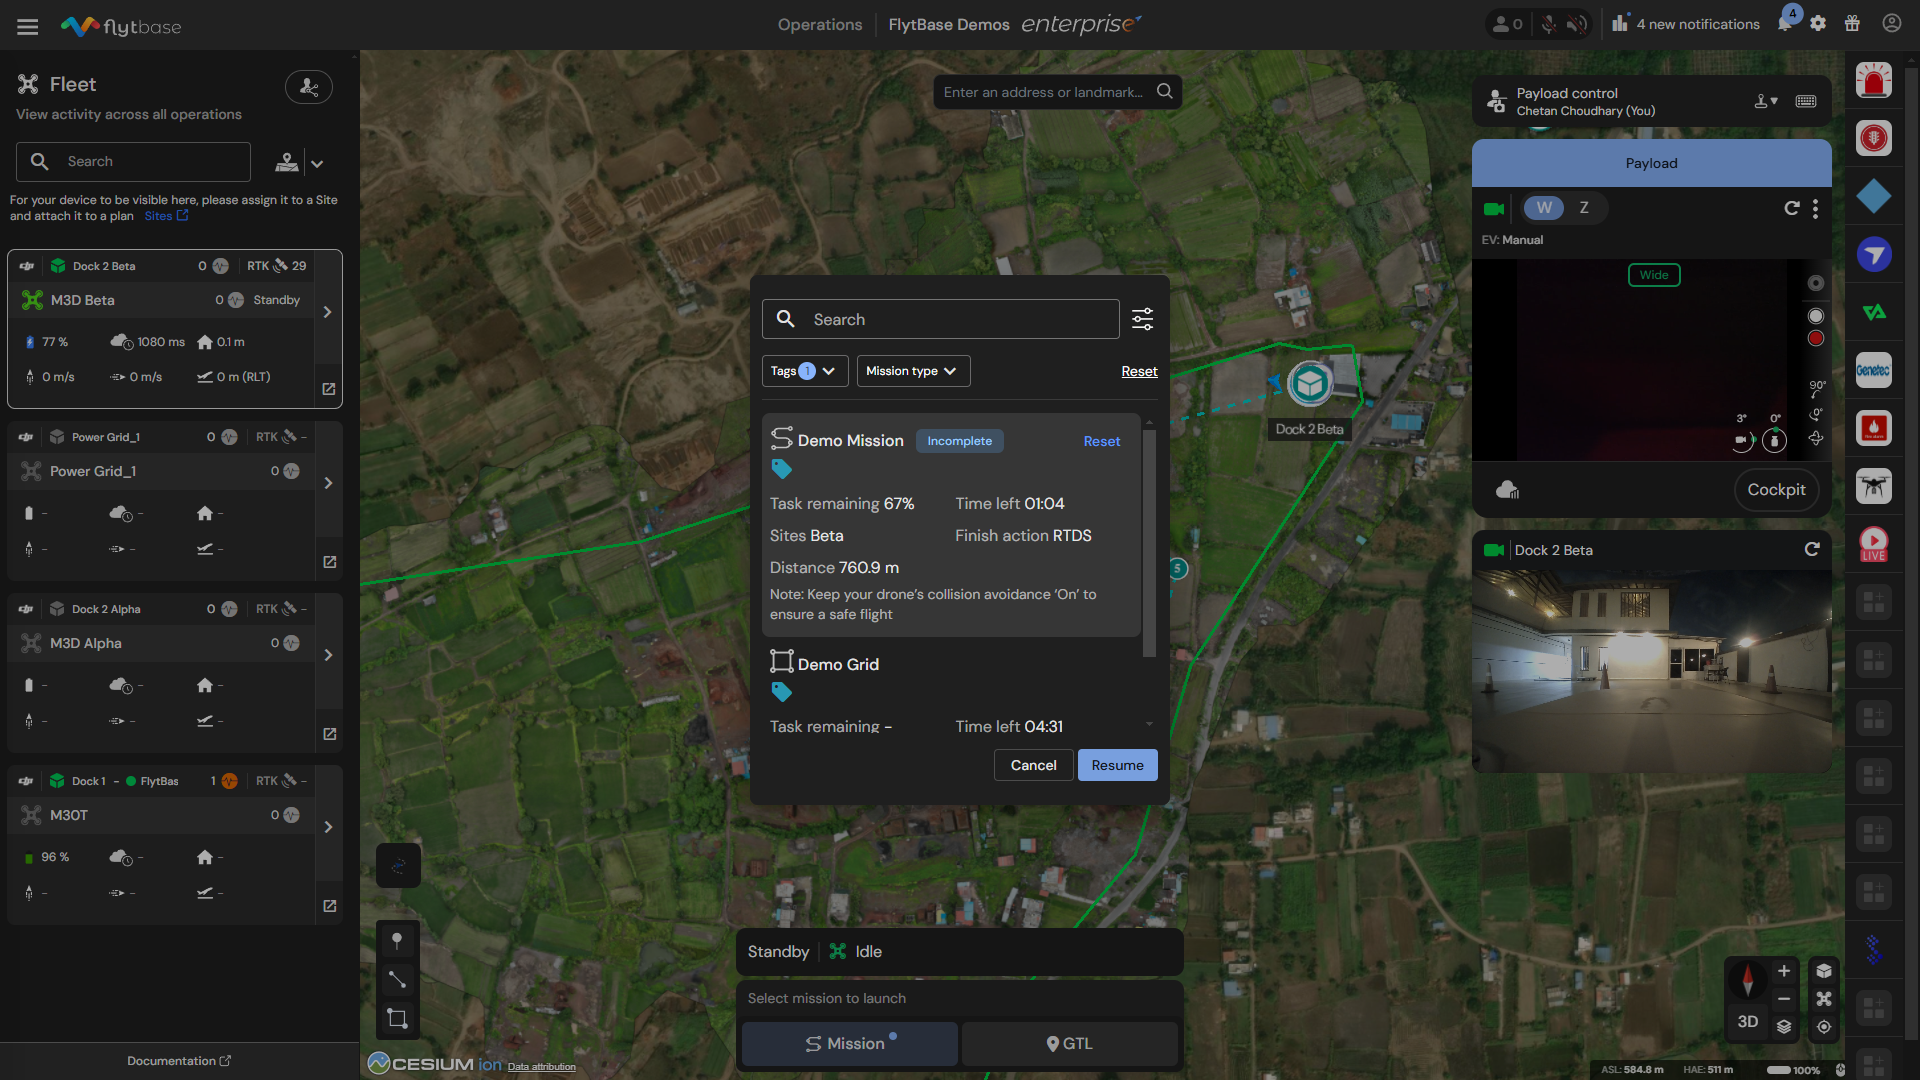 flytbase
Operations
FlytBase Demos enterprise
0
4 new notifications
4
Fleet
View activity across all operations
Search
For your device to be visible here, please assign it to a Site
and attach it to a plan Sites
Dock 2 Beta 0 RTK 29
M3D Beta 0 Standby
77 % 1080 ms 0.1 m
0 m/s 0 m/s 0 m (RLT)
Power Grid_1 0 RTK -
Power Grid_1 0
- - -
- - -
Dock 2 Alpha 0 RTK -
M3D Alpha 0
- - -
- - -
Dock 1 - FlytBas 1 RTK -
M30T 0
96 % - -
- - -
Documentation
Enter an address or landmark...
Search
Tags 1
Mission type
Reset
Demo Mission Incomplete Reset
Task remaining 67% Time left 01:04
Sites Beta Finish action RTDS
Distance 760.9 m
Note: Keep your drone's collision avoidance ‘On’ to
ensure a safe flight
Demo Grid
Task remaining - Time left 04:31
Cancel Resume
Dock 2 Beta
5
Standby Idle
Select mission to launch
Mission GTL
CESIUM ion Data attribution
Payload control
Chetan Choudhary (You)
Payload
W Z
EV: Manual
Wide
90°
0°
3° 0°
Cockpit
Dock 2 Beta
Genetec
LIVE
3D
ASL: 584.8 m HAE: 511 m 100%